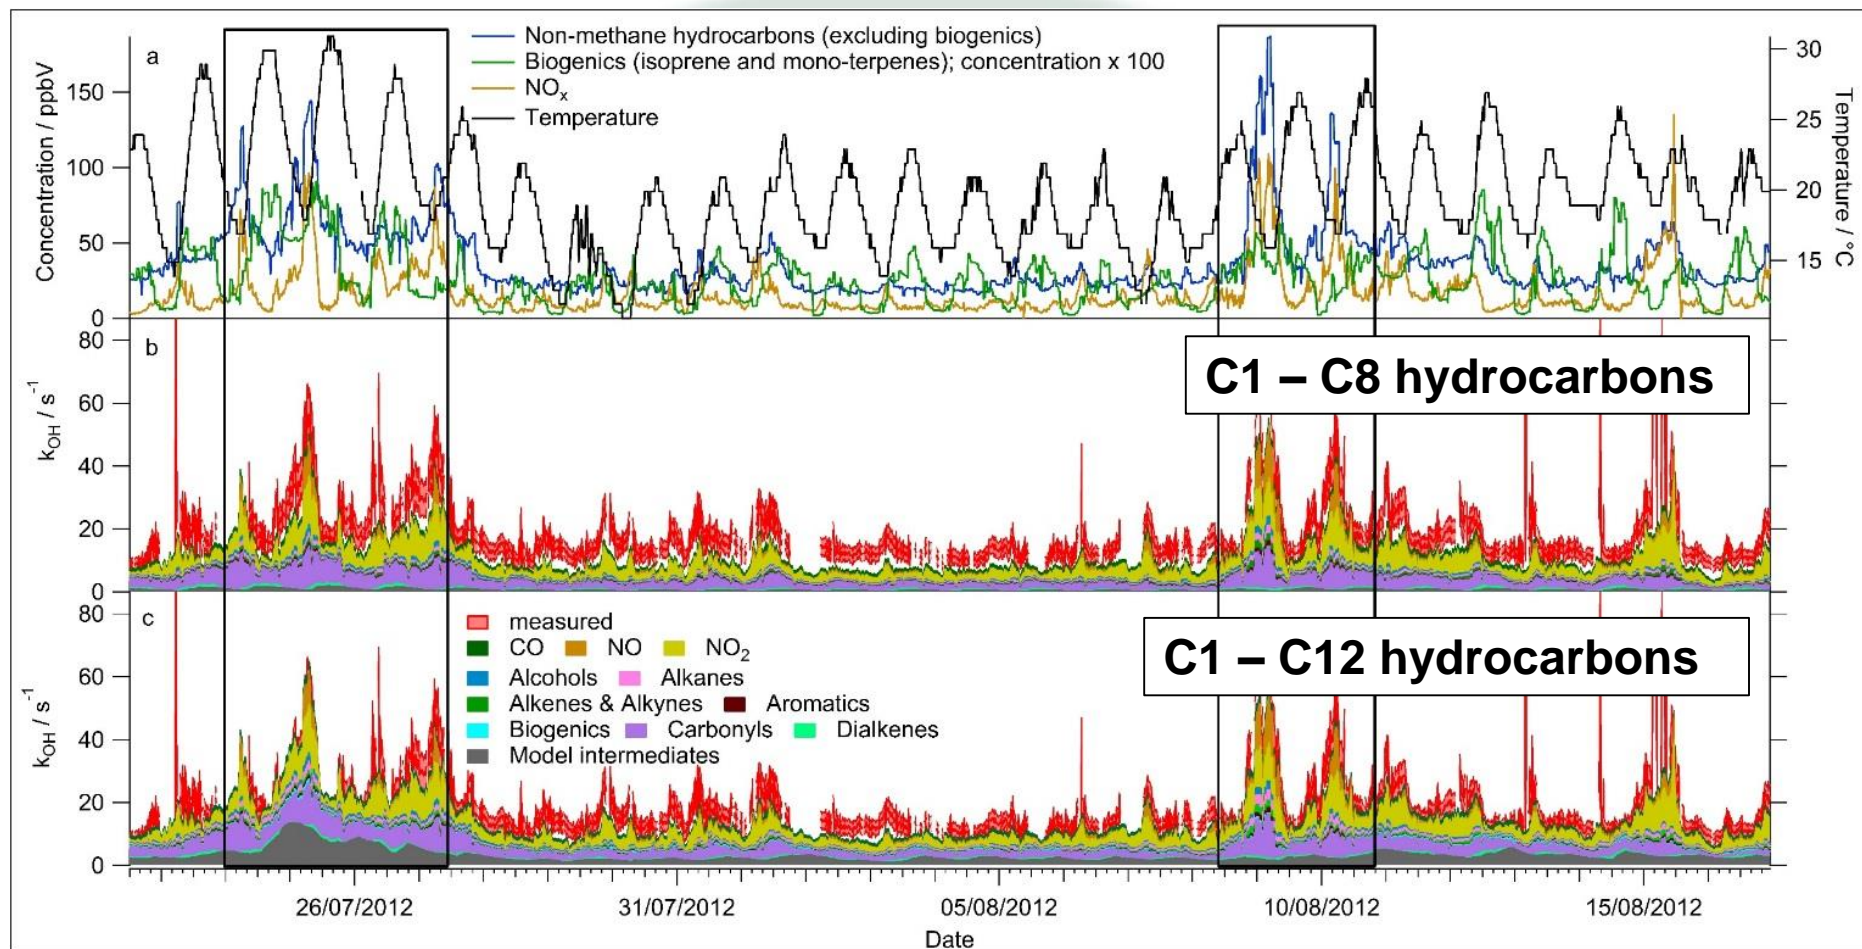 a
Non-methane hydrocarbons (excluding biogenics)
Biogenics (isoprene and mono-terpenes); concentration x 100
NOx
Temperature
Concentration / ppbV
150
100
50
0
30
25
20
15
Temperature / °C
b
C1 – C8 hydrocarbons
kOH / s-1
80
60
40
20
0
c
measured
CO NO NO2
Alcohols Alkanes
Alkenes & Alkynes Aromatics
Biogenics Carbonyls Dialkenes
Model intermediates
C1 – C12 hydrocarbons
kOH / s-1
80
60
40
20
0
26/07/2012 31/07/2012 05/08/2012 10/08/2012 15/08/2012
Date